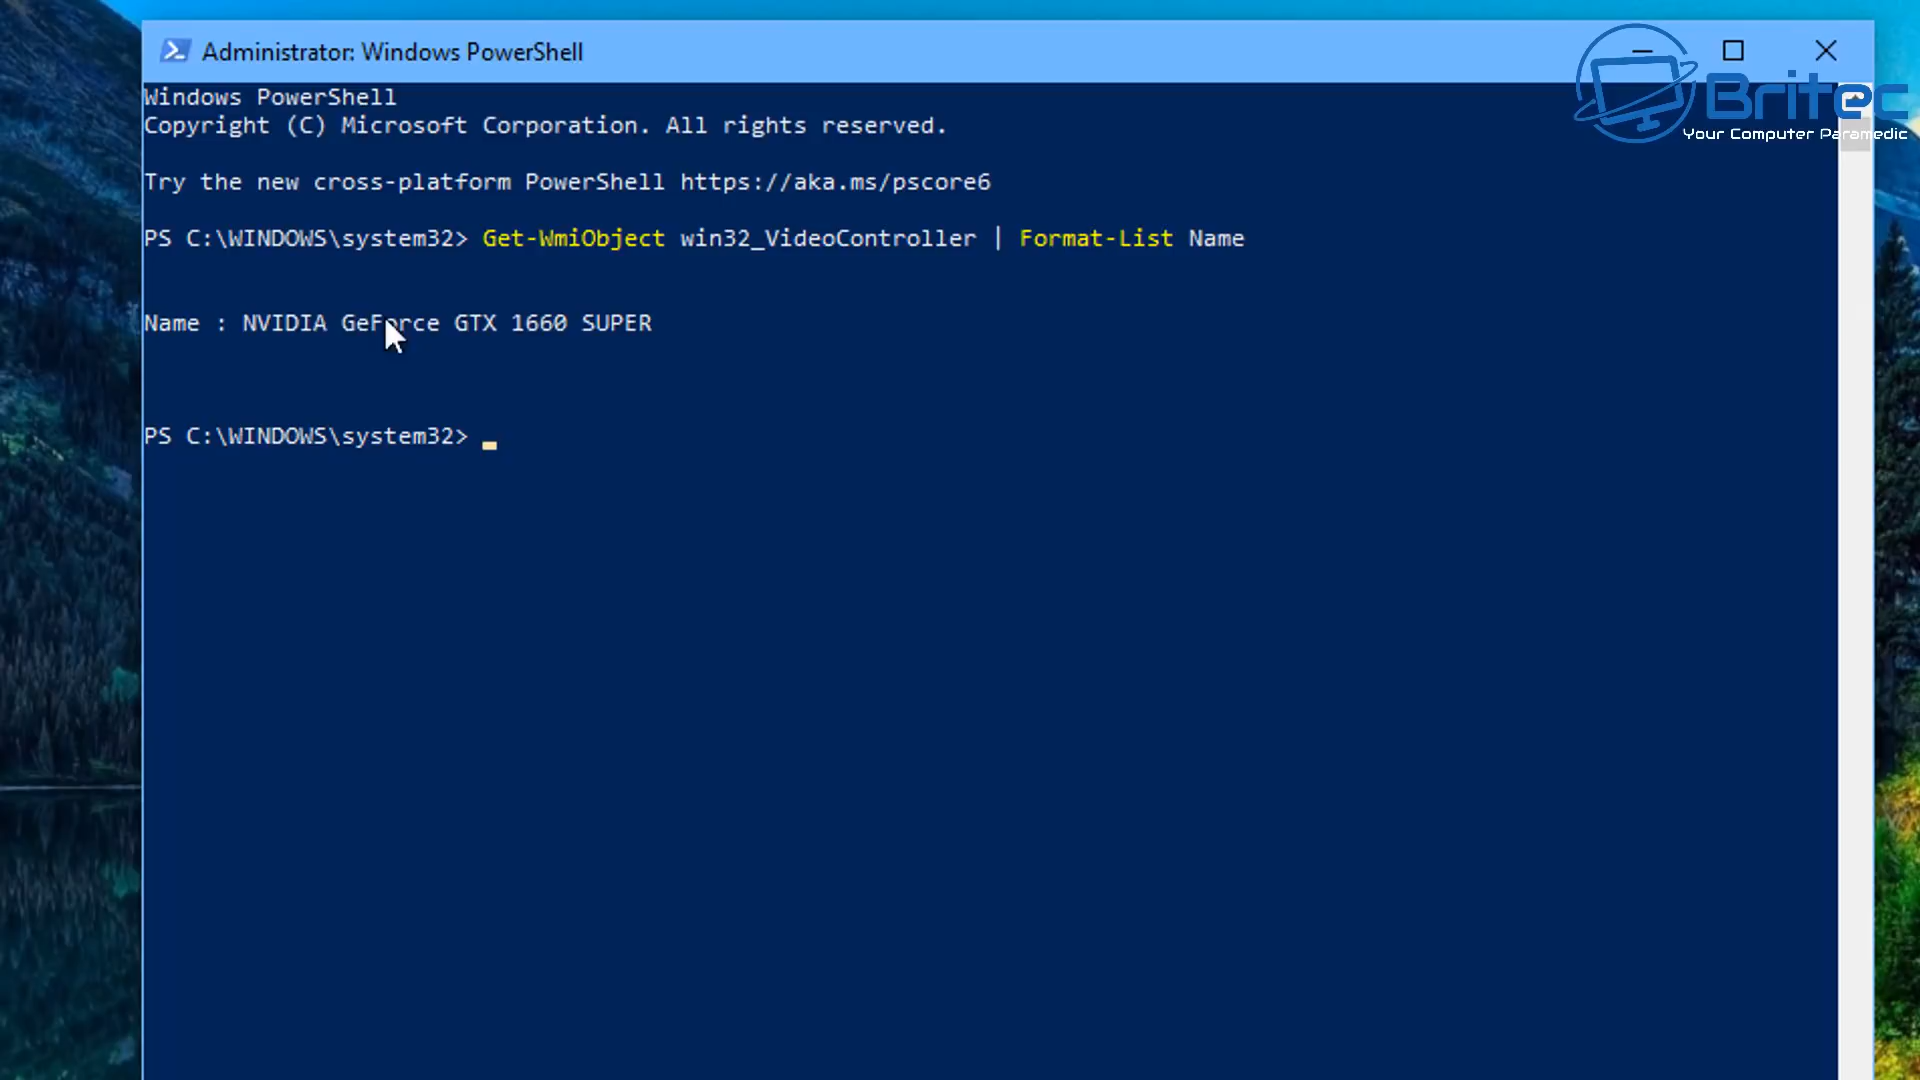 Administrator: Windows PowerShell
Britec
Your Computer Paramedic
Windows PowerShell
Copyright (C) Microsoft Corporation. All rights reserved.
Try the new cross-platform PowerShell https://aka.ms/pscore6
PS C:\WINDOWS\system32> Get-WmiObject win32_VideoController | Format-List Name
Name : NVIDIA GeForce GTX 1660 SUPER
PS C:\WINDOWS\system32>